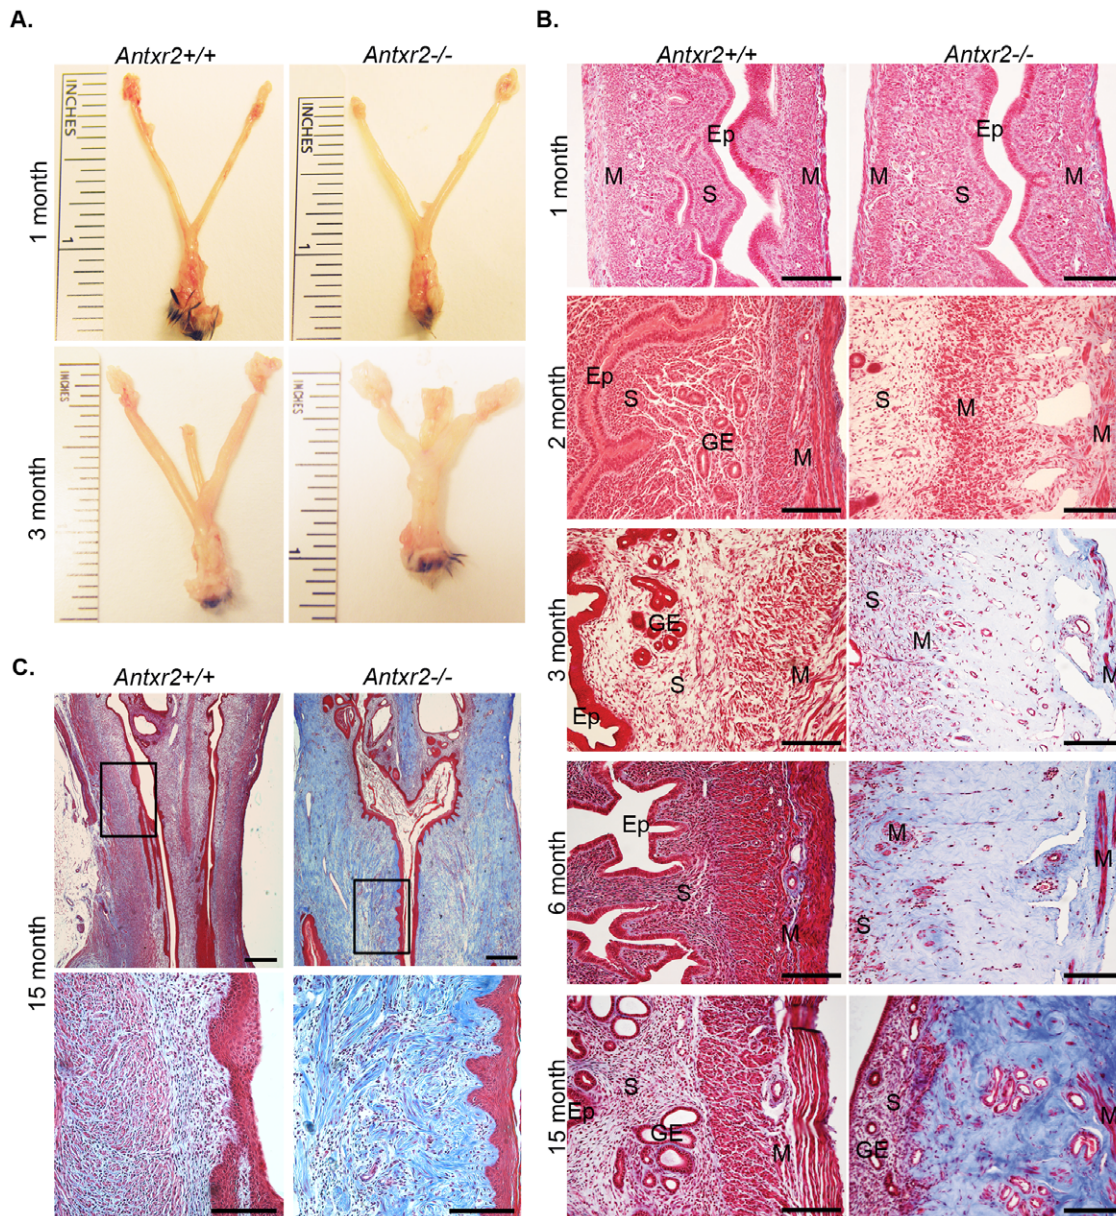 A.
Antxr2+/+
Antxr2-/-
1 month
INCHES
1
INCHES
1
3 month
INCHES
INCHES
1
B.
Antxr2+/+
Antxr2-/-
1 month
M
Ep
S
M
M
Ep
S
M
2 month
Ep
S
GE
M
S
M
M
3 month
Ep
GE
S
M
S
M
M
6 month
Ep
S
M
S
M
M
15 month
Ep
S
GE
M
GE
S
M
C.
Antxr2+/+
Antxr2-/-
15 month